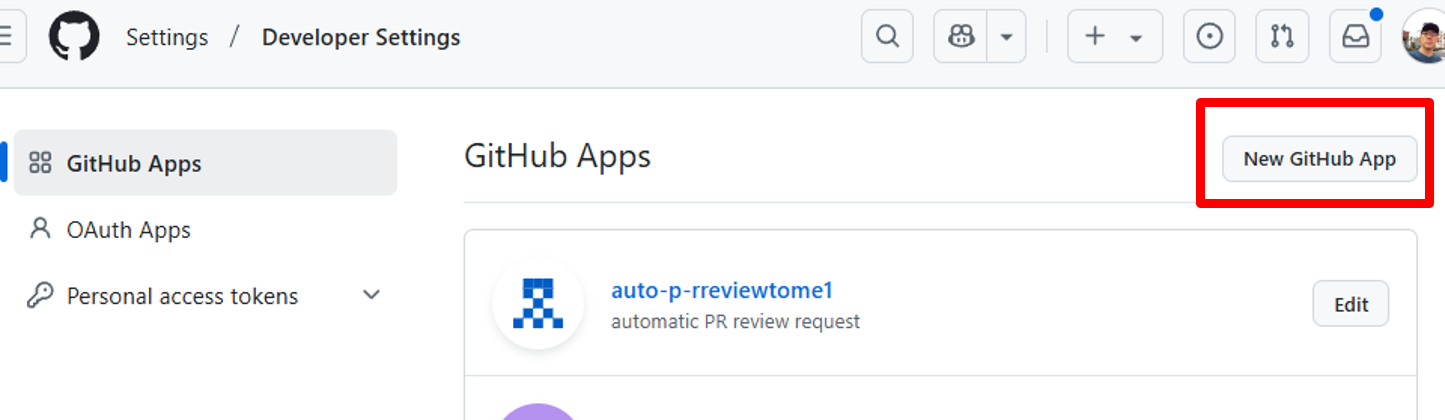 Settings / Developer Settings
GitHub Apps
OAuth Apps
Personal access tokens
GitHub Apps
New GitHub App
auto-p-rreviewtome1
automatic PR review request
Edit